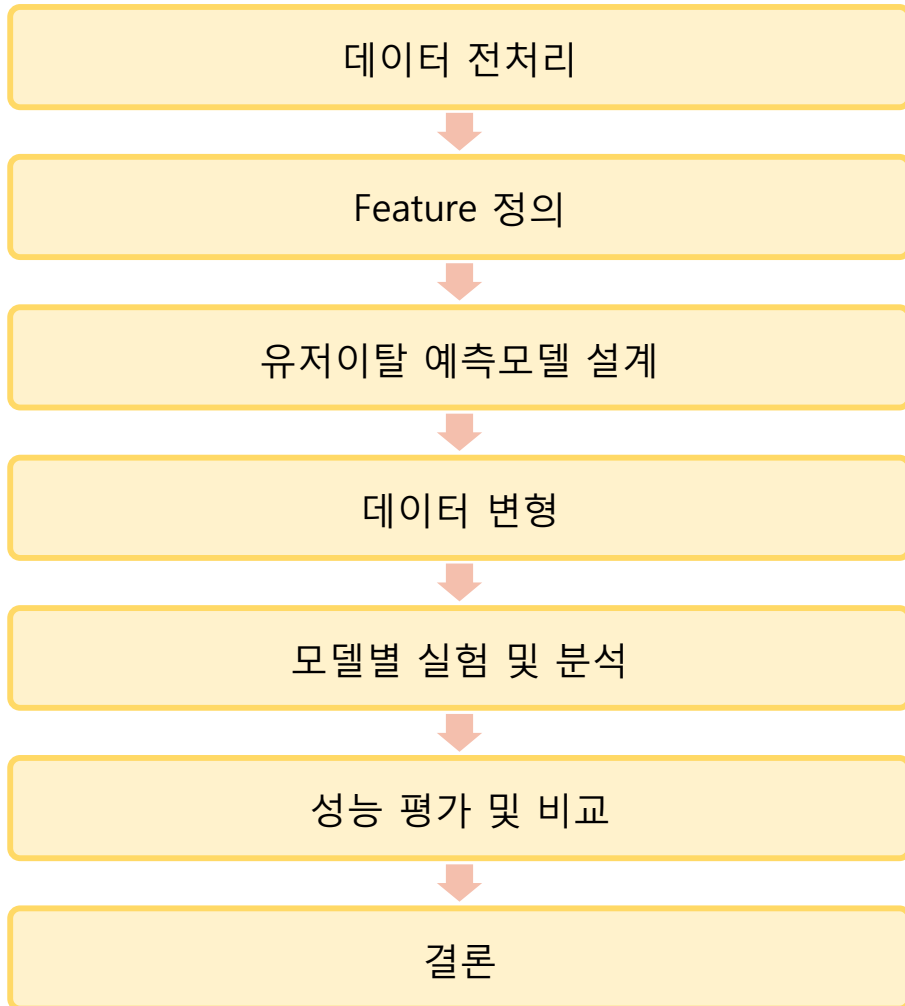 데이터 전처리
Feature 정의
유저이탈 예측모델 설계
데이터 변형
모델별 실험 및 분석
성능 평가 및 비교
결론